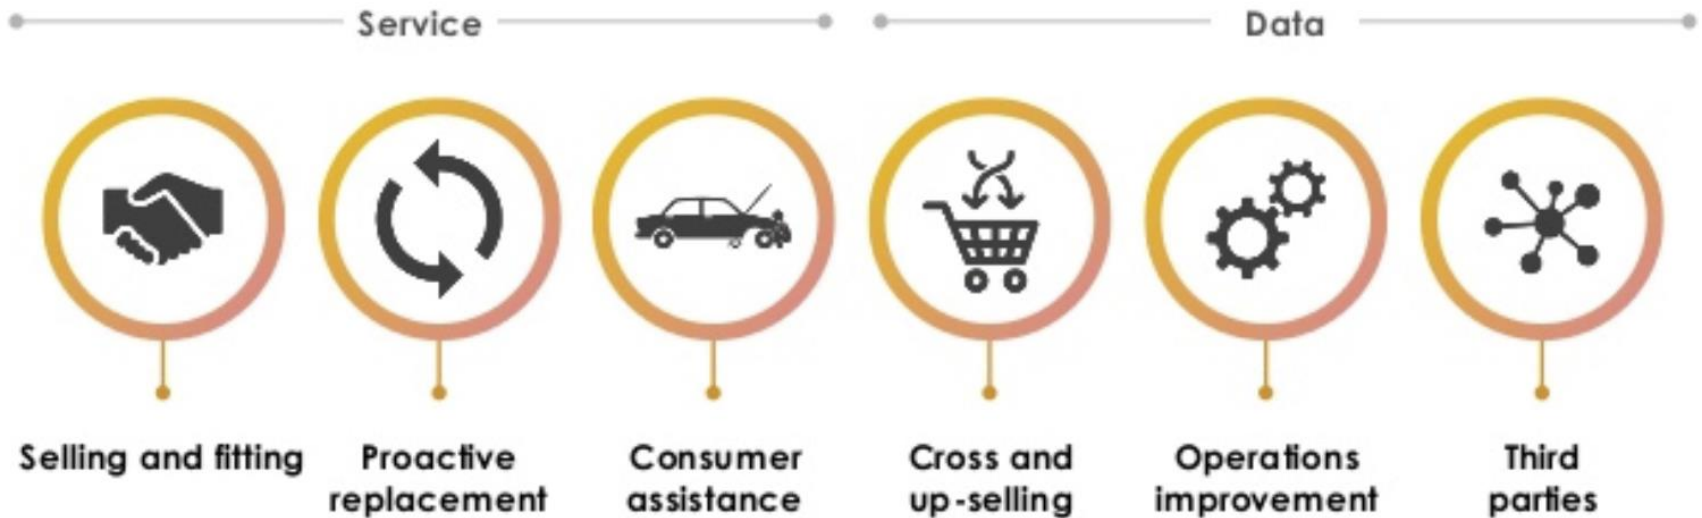 Service
Data
Selling and fitting
Proactive
replacement
Consumer
assistance
Cross and
up-selling
Operations
improvement
Third
parties